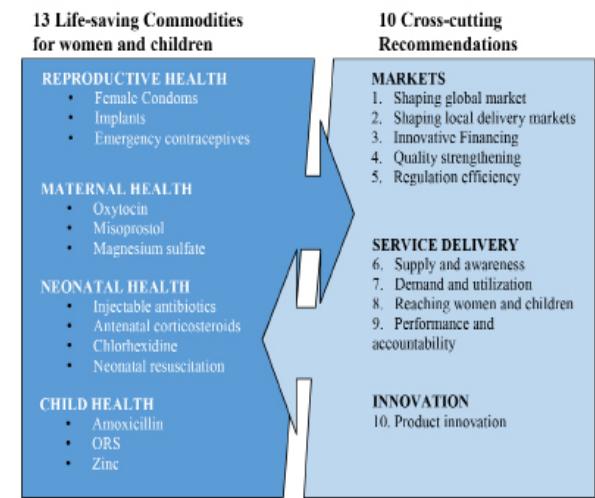 13 Life-saving Commodities
for women and children
REPRODUCTIVE HEALTH
• Female Condoms
• Implants
• Emergency contraceptives
MATERNAL HEALTH
• Oxytocin
• Misoprostol
• Magnesium sulfate
NEONATAL HEALTH
• Injectable antibiotics
• Antenatal corticosteroids
• Chlorhexidine
• Neonatal resuscitation
CHILD HEALTH
• Amoxicillin
• ORS
• Zinc
10 Cross-cutting
Recommendations
MARKETS
1. Shaping global market
2. Shaping local delivery markets
3. Innovative Financing
4. Quality strengthening
5. Regulation efficiency
SERVICE DELIVERY
6. Supply and awareness
7. Demand and utilization
8. Reaching women and children
9. Performance and
accountability
INNOVATION
10. Product innovation